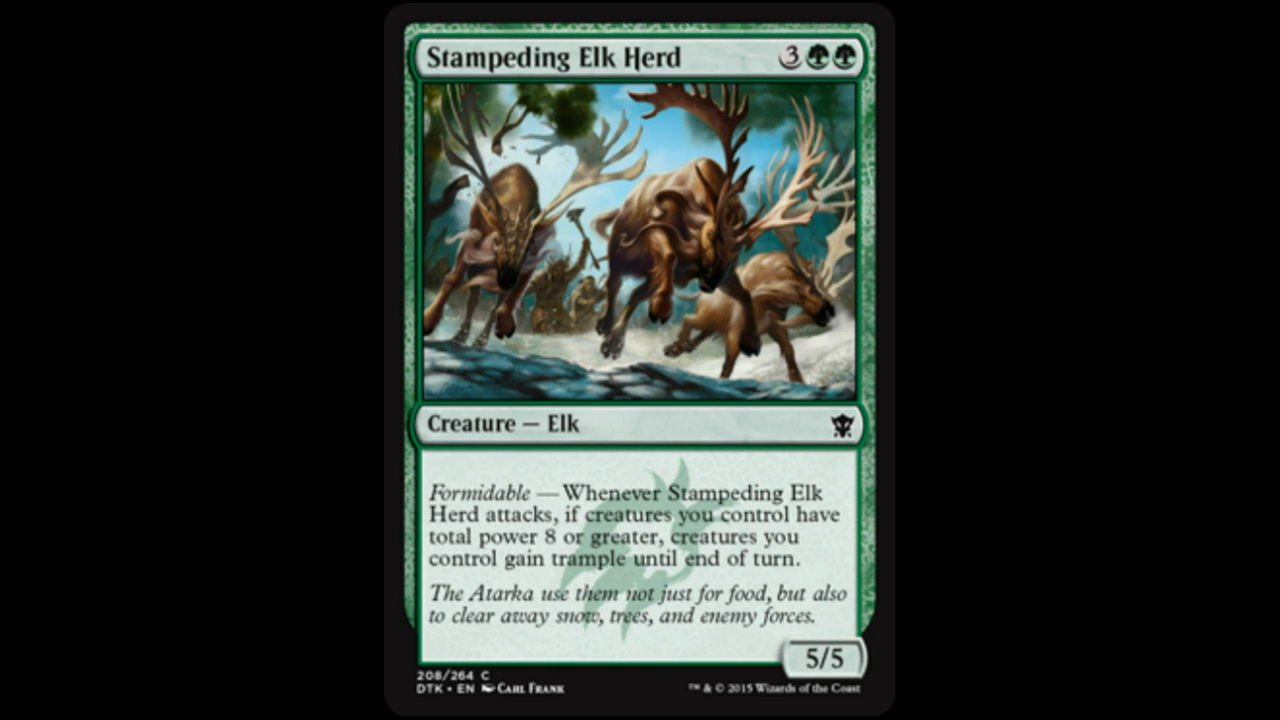 Stampeding Elk Herd 3
Creature — Elk
Formidable — Whenever Stampeding Elk
Herd attacks, if creatures you control have
total power 8 or greater, creatures you
control gain trample until end of turn.
The Atarka use them not just for food, but also
to clear away snow, trees, and enemy forces.
5/5
208/264 C
DTK • EN Carl Frank
™ & © 2015 Wizards of the Coast